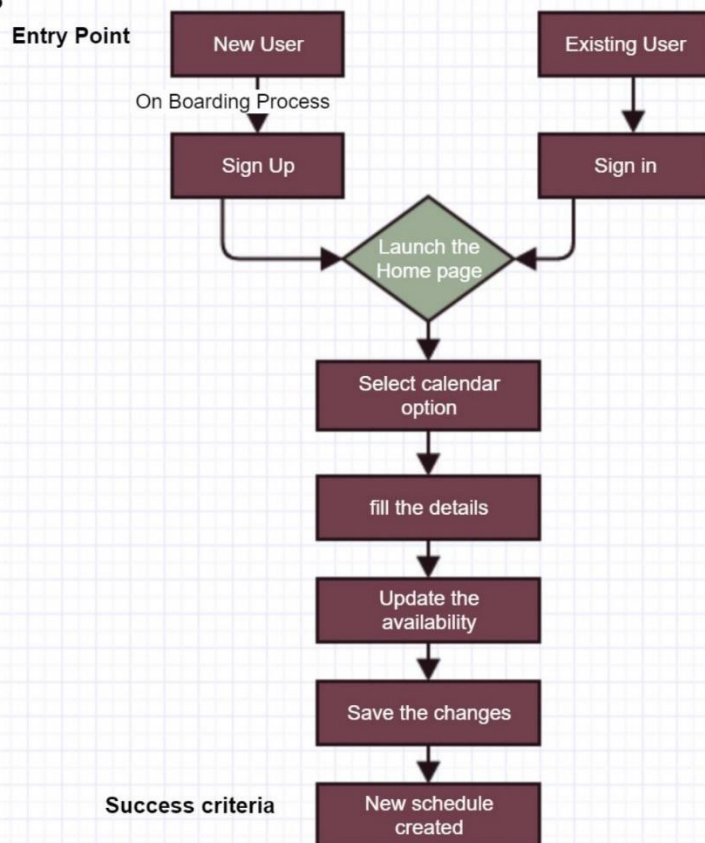 Entry Point
New User
Existing User
On Boarding Process
Sign Up
Sign in
Launch the
Home page
Select calendar
option
fill the details
Update the
availability
Save the changes
Success criteria
New schedule
created